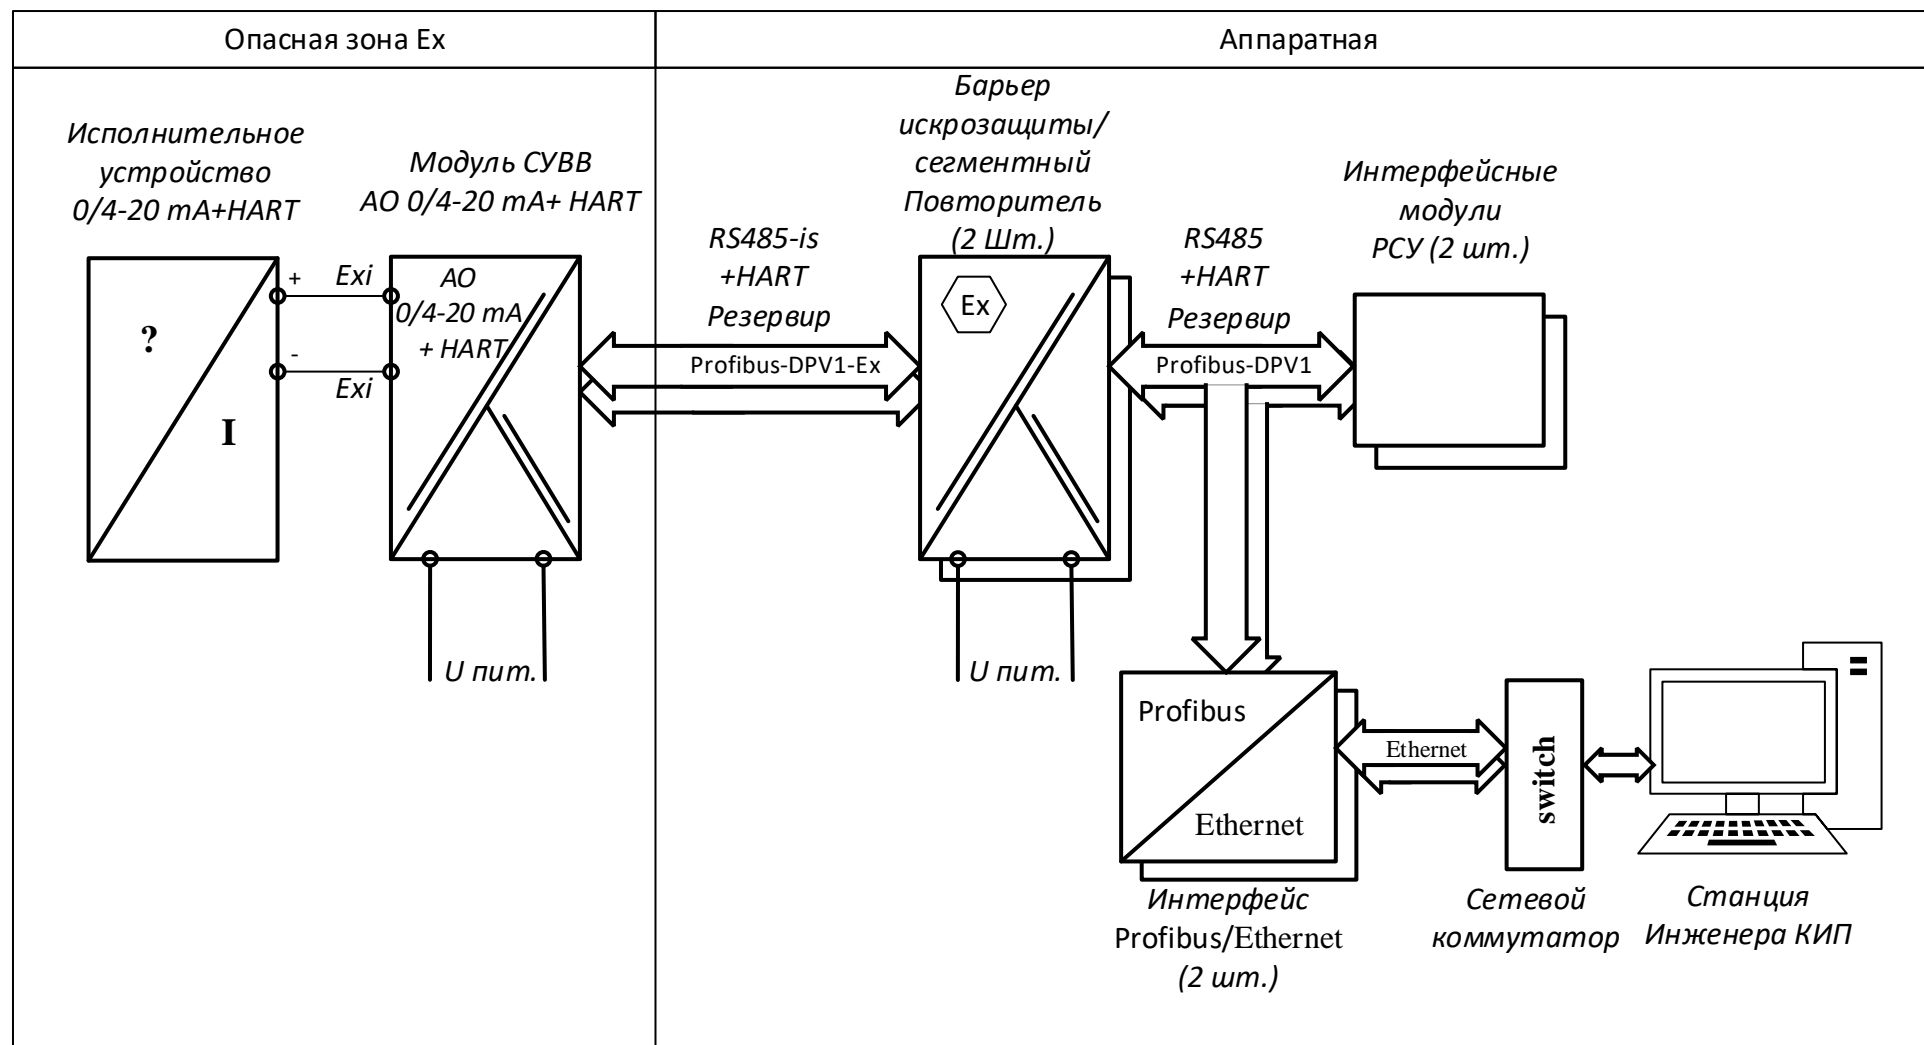 Опасная зона Ex
Аппаратная
Исполнительное
устройство
0/4-20 mA+HART
Модуль СУВВ
АО 0/4-20 mA+ HART
Барьер
искрозащиты/
сегментный
Повторитель
(2 Шт.)
Интерфейсные
модули
РСУ (2 шт.)
RS485-is
+HART
Резервир
RS485
+HART
Резервир
?
I
+
Exi
-
Exi
АО
0/4-20 mA
+ HART
Profibus-DPV1-Ex
Ex
Profibus-DPV1
U пит.
U пит.
Profibus
Ethernet
Ethernet
switch
Интерфейс
Profibus/Ethernet
(2 шт.)
Сетевой
коммутатор
Станция
Инженера КИП